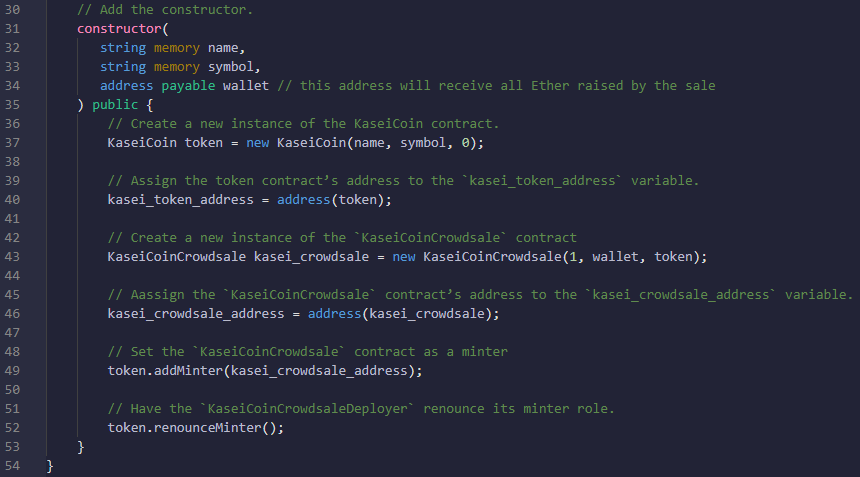 30 // Add the constructor.
31 constructor(
32 string memory name,
33 string memory symbol,
34 address payable wallet // this address will receive all Ether raised by the sale
35 ) public {
36 // Create a new instance of the KaseiCoin contract.
37 KaseiCoin token = new KaseiCoin(name, symbol, 0);
38
39 // Assign the token contract’s address to the `kasei_token_address` variable.
40 kasei_token_address = address(token);
41
42 // Create a new instance of the `KaseiCoinCrowdsale` contract
43 KaseiCoinCrowdsale kasei_crowdsale = new KaseiCoinCrowdsale(1, wallet, token);
44
45 // Aassign the `KaseiCoinCrowdsale` contract’s address to the `kasei_crowdsale_address` variable.
46 kasei_crowdsale_address = address(kasei_crowdsale);
47
48 // Set the `KaseiCoinCrowdsale` contract as a minter
49 token.addMinter(kasei_crowdsale_address);
50
51 // Have the `KaseiCoinCrowdsaleDeployer` renounce its minter role.
52 token.renounceMinter();
53 }
54 }